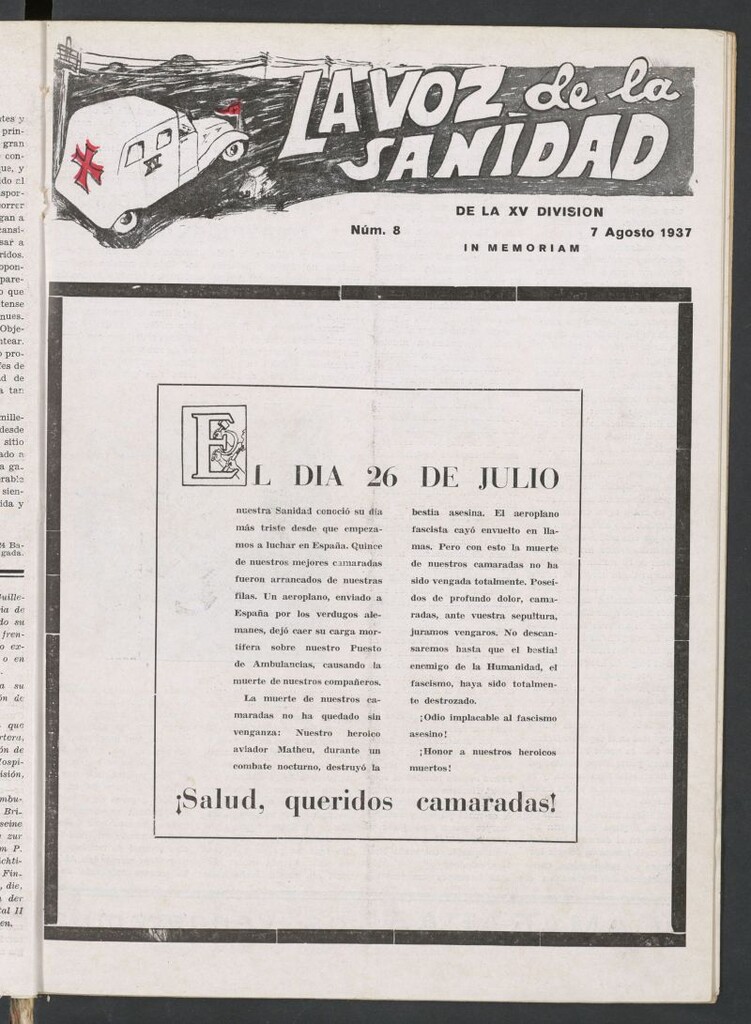 LA VOZ de la
SANIDAD
XV
DE LA XV DIVISION
Núm. 8
7 Agosto 1937
IN MEMORIAM
EL DIA 26 DE JULIO
nuestra Sanidad conoció su día
más triste desde que empeza-
mos a luchar en España. Quince
de nuestros mejores camaradas
fueron arrancados de nuestras
filas. Un aeroplano, enviado a
España por los verdugos ale-
manes, dejó caer su carga mor-
tífera sobre nuestro Puesto
de Ambulancias, causando la
muerte de nuestros compañeros.
La muerte de nuestros ca-
maradas no ha quedado sin
venganza: Nuestro heroico
aviador Matheu, durante un
combate nocturno, destruyó la
bestia asesina. El aeroplano
fascista cayó envuelto en lla-
mas. Pero con esto la muerte
de nuestros camaradas no ha
sido vengada totalmente. Poseí-
dos de profundo dolor, cama-
radas, ante vuestra sepultura,
juramos vengaros. No descan-
saremos hasta que el bestial
enemigo de la Humanidad, el
fascismo, haya sido totalmen-
te destrozado.
¡Odio implacable al fascismo
asesino!
¡Honor a nuestros heroicos
muertos!
¡Salud, queridos camaradas!